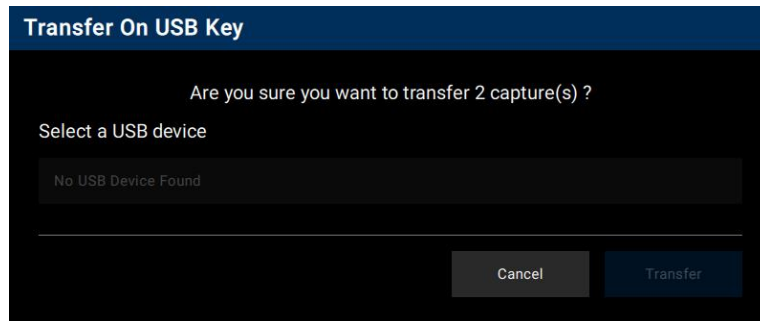 Transfer On USB Key
Are you sure you want to transfer 2 capture(s) ?
Select a USB device
No USB Device Found
Cancel
Transfer